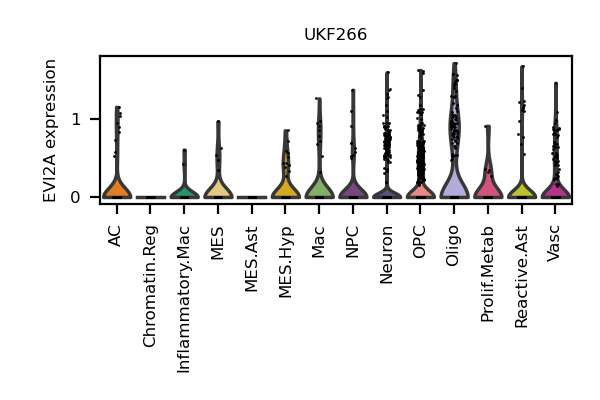 UKF266
EVI2A expression
1
0
AC
Chromatin.Reg
Inflammatory.Mac
MES
MES.Ast
MES.Hyp
Mac
NPC
Neuron
OPC
Oligo
Prolif.Metab
Reactive.Ast
Vasc